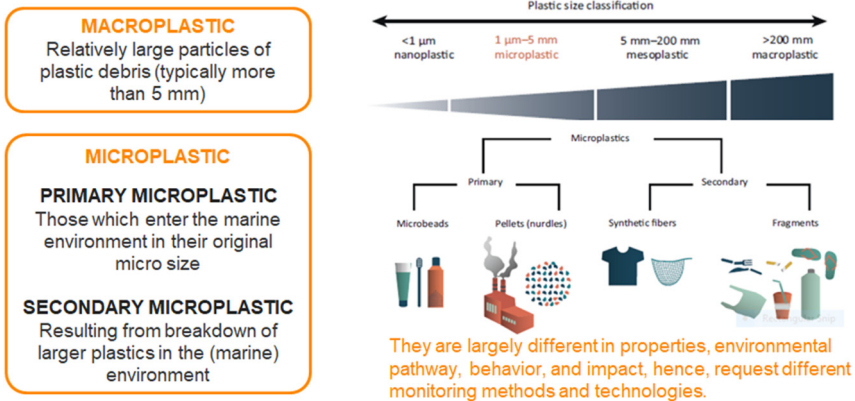 MACROPLASTIC
Relatively large particles of
plastic debris (typically more
than 5 mm)
MICROPLASTIC
PRIMARY MICROPLASTIC
Those which enter the marine
environment in their original
micro size
SECONDARY MICROPLASTIC
Resulting from breakdown of
larger plastics in the (marine)
environment
Plastic size classification
<1 μm
nanoplastic
1 μm–5 mm
microplastic
5 mm–200 mm
mesoplastic
>200 mm
macroplastic
Microplastics
Primary
Secondary
Microbeads
Pellets (nurdles)
Synthetic fibers
Fragments
They are largely different in properties, environmental
pathway, behavior, and impact, hence, request different
monitoring methods and technologies.